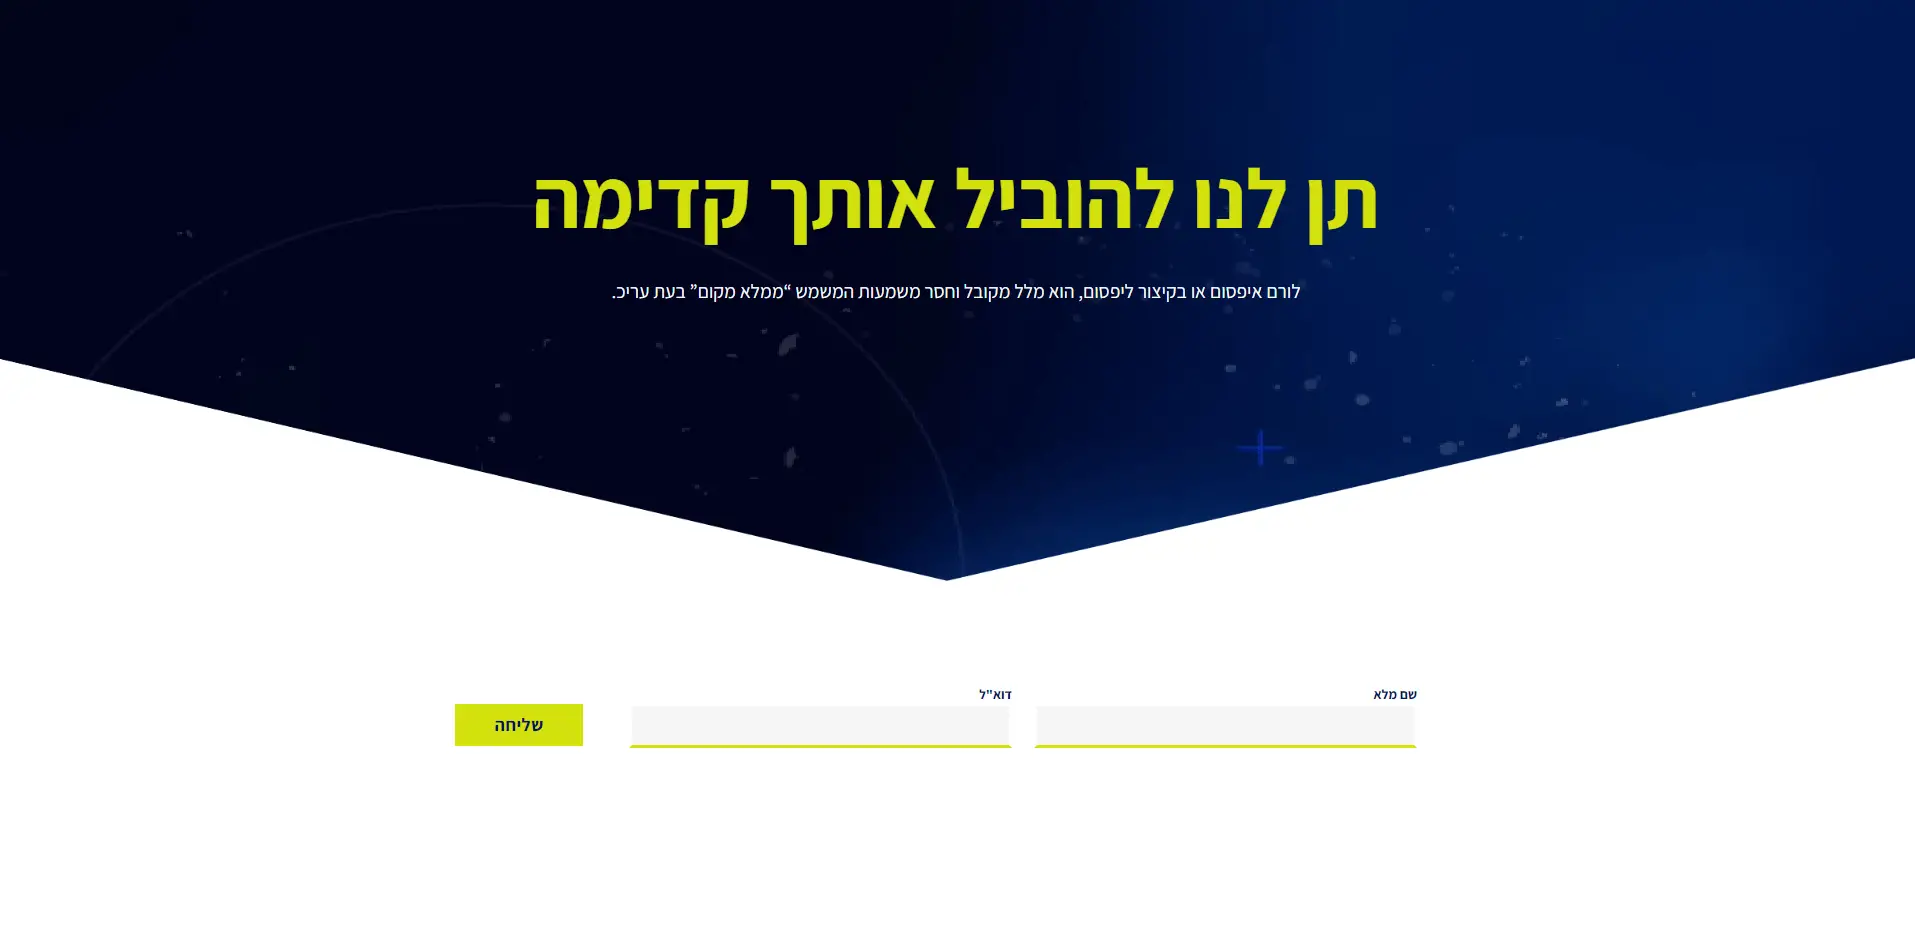 תן לנו להוביל אותך קדימה
לורם איפסום או בקיצור ליפסום, הוא מלל מקובל וחסר משמעות המשמש “ממלא מקום” בעת עריכ.
שם מלא
דוא"ל
שליחה